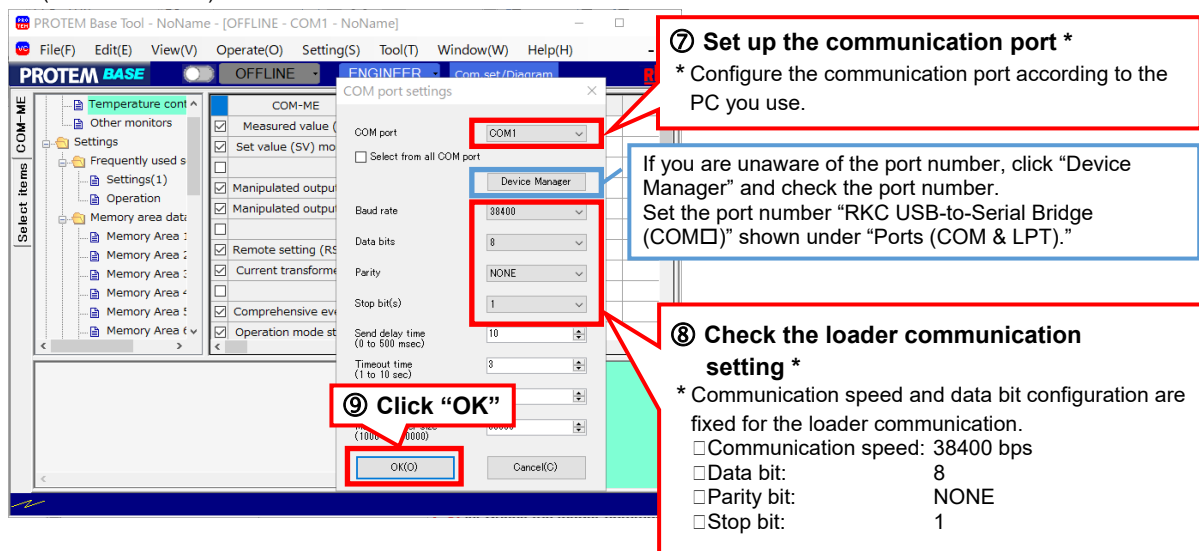 PROTEM Base Tool - NoName - [OFFLINE - COM1 - NoName]
File(F) Edit(E) View(V) Operate(O) Setting(S) Tool(T) Window(W) Help(H)
PROTEM BASE OFFLINE ENGINEER Com.set/Diagram
COM-ME
Select items
Temperature cont
Other monitors
Settings
Frequently used s
Settings(1)
Operation
Memory area data
Memory Area
Memory Area 2
Memory Area
Memory Area
Memory Area
Memory Area
COM-ME
Measured value (
Set value (SV) mo
Manipulated output
Manipulated output
Remote setting (RS
Current transforme
Comprehensive eve
Operation mode st
COM port settings
COM port COM1
Select from all COM port
Device Manager
Baud rate 38400
Data bits 8
Parity NONE
Stop bit(s) 1
Send delay time 10
(0 to 500 msec)
Timeout time 3
(1 to 10 sec)
OK(O) Cancel(C)
⑦ Set up the communication port *
* Configure the communication port according to the
PC you use.
If you are unaware of the port number, click “Device
Manager” and check the port number.
Set the port number “RKC USB-to-Serial Bridge
(COM□)” shown under “Ports (COM & LPT).”
⑧ Check the loader communication
setting *
* Communication speed and data bit configuration are
fixed for the loader communication.
□Communication speed: 38400 bps
□Data bit: 8
□Parity bit: NONE
□Stop bit: 1
⑨ Click “OK”